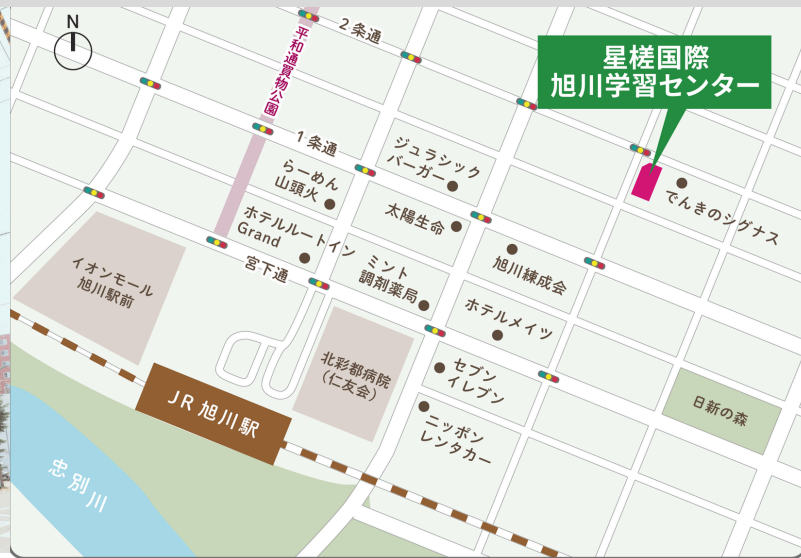 N
2条通
平和通買物公園
星槎国際
旭川学習センター
1条通
ジュラシック
バーガー
らーめん
山頭火
でんきのシグナス
太陽生命
ホテルルートイン
Grand
旭川練成会
宮下通
ミント
調剤薬局
イオンモール
旭川駅前
ホテルメイツ
北彩都病院
(仁友会)
セブン
イレブン
日新の森
JR旭川駅
ニッポン
レンタカー
忠別川